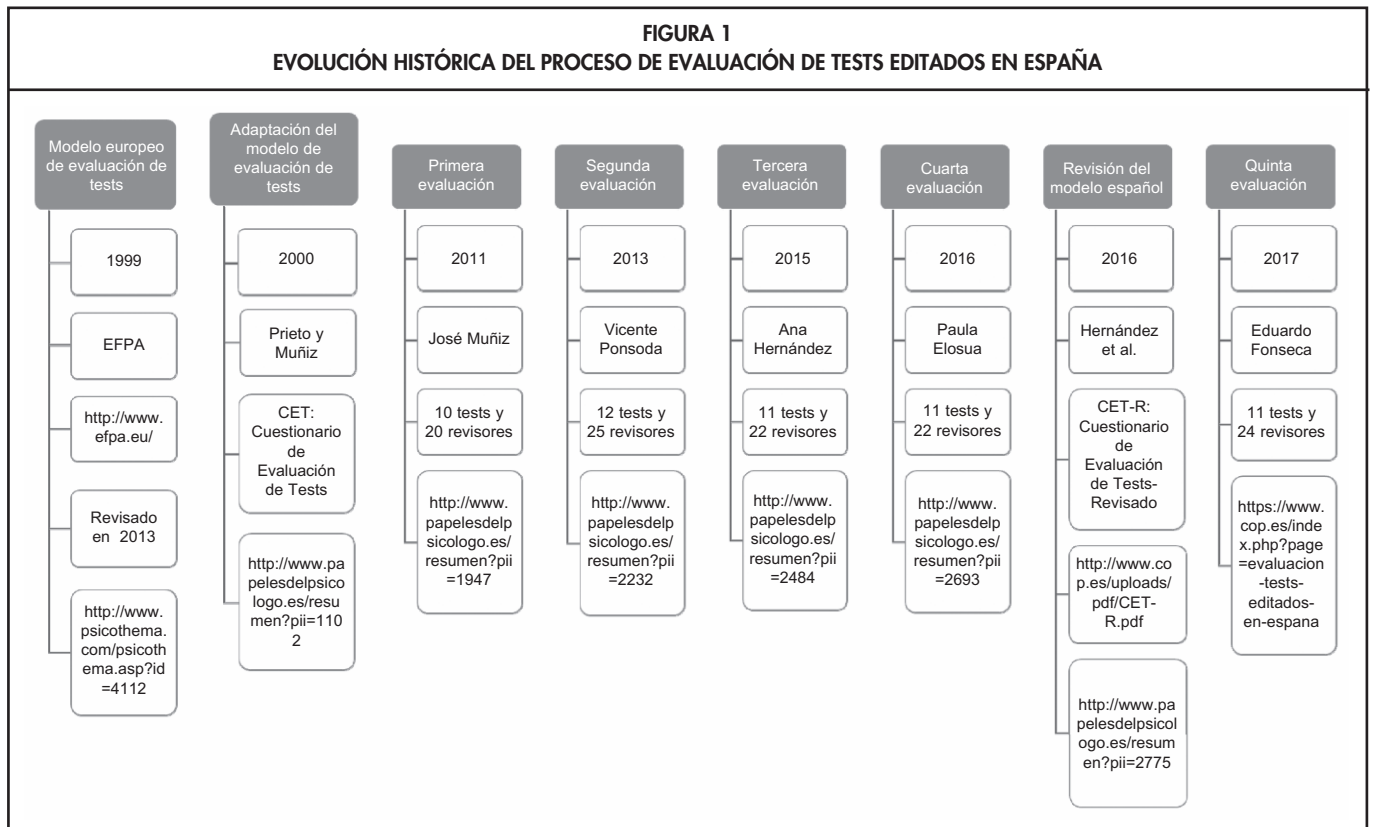 FIGURA 1
EVOLUCIÓN HISTÓRICA DEL PROCESO DE EVALUACIÓN DE TESTS EDITADOS EN ESPAÑA
Modelo europeo
de evaluación de
tests
1999
EFPA
http://www.
efpa.eu/
Revisado
en 2013
http://www.
psicothema.
com/psicoth
ema.asp?id
=4112
Adaptación del
modelo de
evaluación de
tests
2000
Prieto y
Muñiz
CET:
Cuestionario
de
Evaluación
de Tests
http://www.pa
pelesdelpsico
logo.es/resu
men?pii=110
2
Primera
evaluación
2011
José Muñiz
10 tests y
20 revisores
http://www.
papelesdelp
sicologo.es/
resumen?pii
=1947
Segunda
evaluación
2013
Vicente
Ponsoda
12 tests y
25 revisores
http://www.
papelesdelp
sicologo.es/
resumen?pii
=2232
Tercera
evaluación
2015
Ana
Hernández
11 tests y
22 revisores
http://www.
papelesdelp
sicologo.es/
resumen?pii
=2484
Cuarta
evaluación
2016
Paula
Elosua
11 tests y
22 revisores
http://www.
papelesdelp
sicologo.es/
resumen?pii
=2693
Revisión del
modelo español
2016
Hernández
et al.
CET-R:
Cuestionario
de
Evaluación
de Tests-
Revisado
http://www.co
p.es/uploads/
pdf/CET-
R.pdf
http://www.pa
pelesdelpsicol
ogo.es/resum
en?pii=2775
Quinta
evaluación
2017
Eduardo
Fonseca
11 tests y
24 revisores
https://www.
cop.es/inde
x.php?page
=evaluacion
-tests-
editados-
en-espana